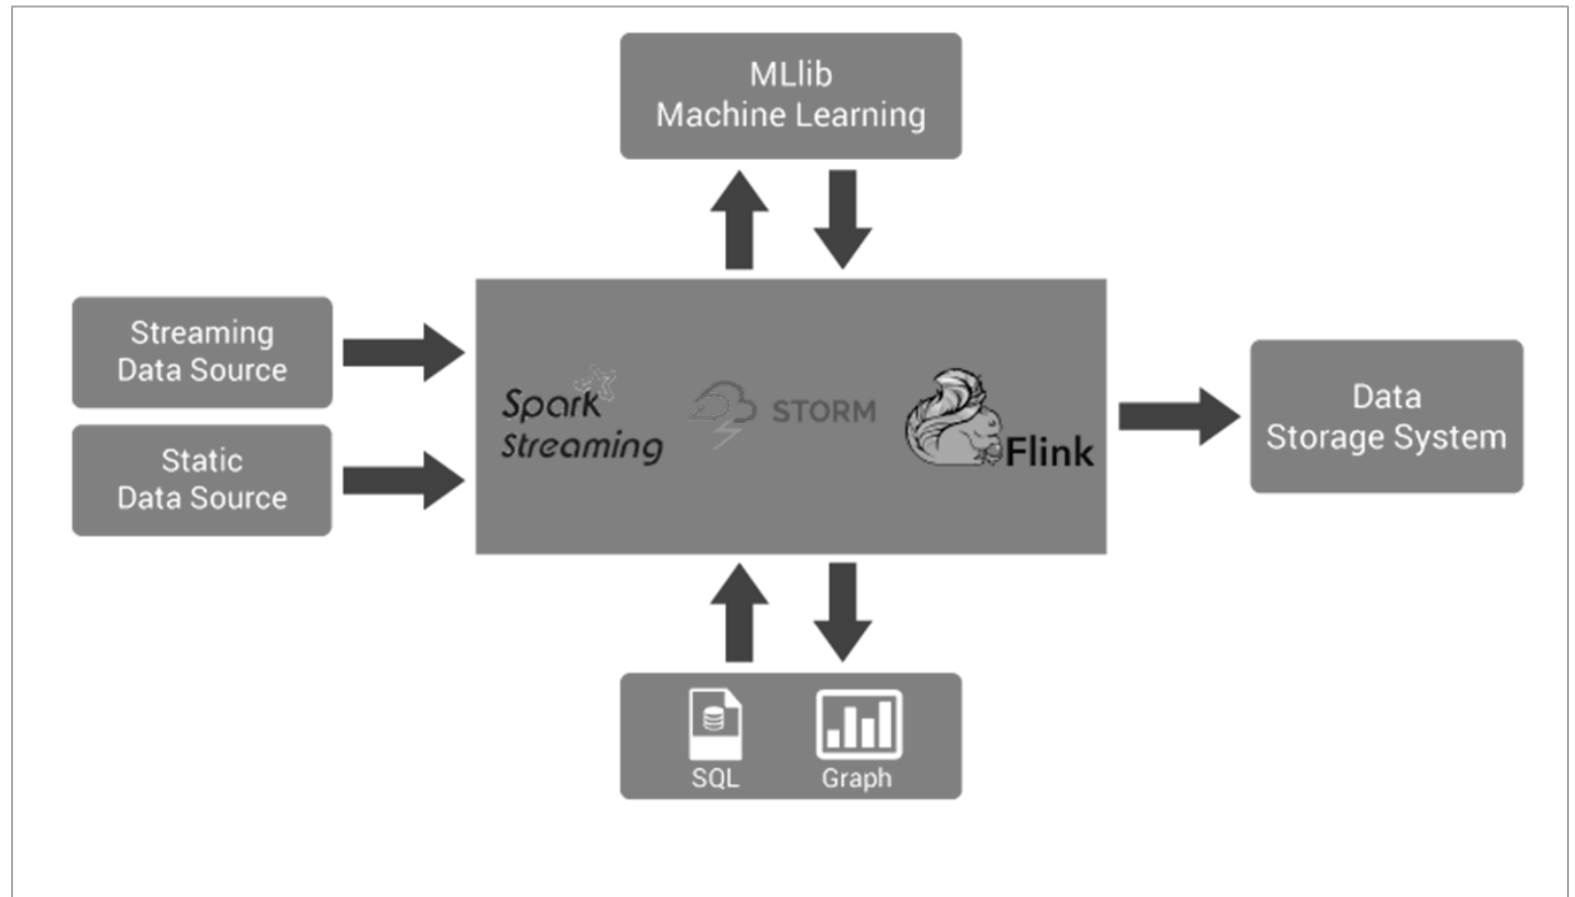 MLlib
Machine Learning
Streaming
Data Source
Static
Data Source
Spark
Streaming
STORM
Flink
Data
Storage System
SQL
Graph